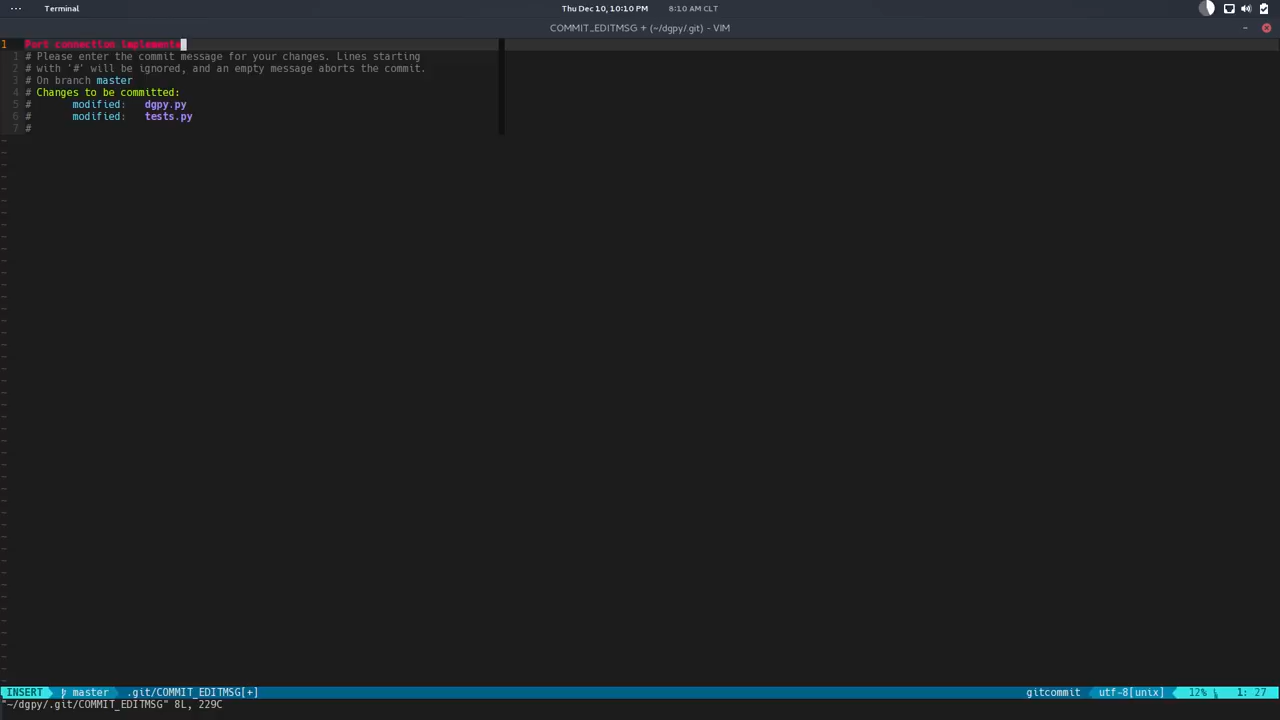 ··· Terminal Thu Dec 10, 10:10 PM 8:10 AM CLT
COMMIT_EDITMSG + (~/dgpy/.git) - VIM
1 Port connection implementa
1 # Please enter the commit message for your changes. Lines starting
2 # with '#' will be ignored, and an empty message aborts the commit.
3 # On branch master
4 # Changes to be committed:
5 # modified: dgpy.py
6 # modified: tests.py
7 #
INSERT master .git/COMMIT_EDITMSG[+] gitcommit utf-8[unix] 12% 1: 27
"~/dgpy/.git/COMMIT_EDITMSG" 8L, 229C